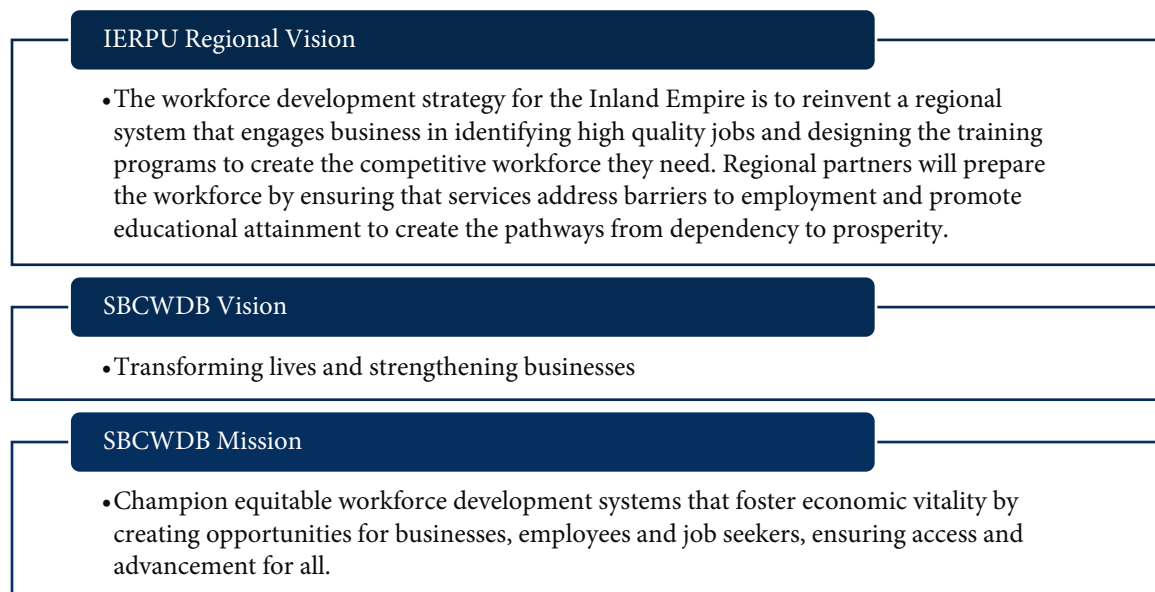 IERPU Regional Vision
•The workforce development strategy for the Inland Empire is to reinvent a regional
system that engages business in identifying high quality jobs and designing the training
programs to create the competitive workforce they need. Regional partners will prepare
the workforce by ensuring that services address barriers to employment and promote
educational attainment to create the pathways from dependency to prosperity.
SBCWDB Vision
•Transforming lives and strengthening businesses
SBCWDB Mission
•Champion equitable workforce development systems that foster economic vitality by
creating opportunities for businesses, employees and job seekers, ensuring access and
advancement for all.